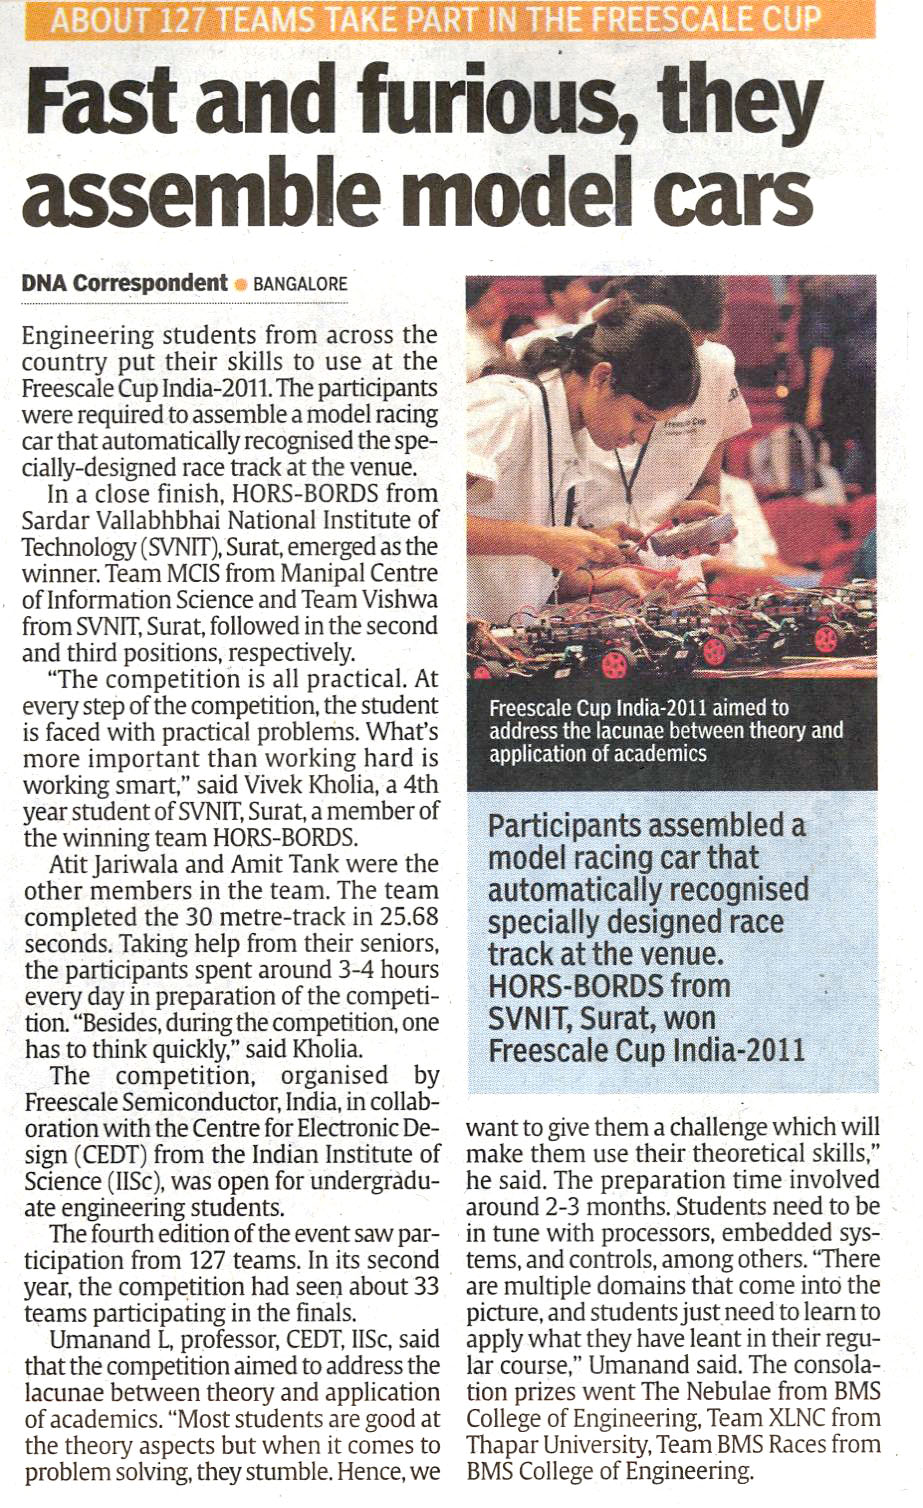 ABOUT 127 TEAMS TAKE PART IN THE FREESCALE CUP
Fast and furious, they
assemble model cars
DNA Correspondent ● BANGALORE
Engineering students from across the
country put their skills to use at the
Freescale Cup India-2011. The participants
were required to assemble a model racing
car that automatically recognised the spe-
cially-designed race track at the venue.
In a close finish, HORS-BORDS from
Sardar Vallabhbhai National Institute of
Technology (SVNIT), Surat, emerged as the
winner. Team MCIS from Manipal Centre
of Information Science and Team Vishwa
from SVNIT, Surat, followed in the second
and third positions, respectively.
“The competition is all practical. At
every step of the competition, the student
is faced with practical problems. What’s
more important than working hard is
working smart,” said Vivek Kholia, a 4th
year student of SVNIT, Surat, a member of
the winning team HORS-BORDS.
Atit Jariwala and Amit Tank were the
other members in the team. The team
completed the 30 metre-track in 25.68
seconds. Taking help from their seniors,
the participants spent around 3-4 hours
every day in preparation of the competi-
tion. “Besides, during the competition, one
has to think quickly,” said Kholia.
The competition, organised by
Freescale Semiconductor, India, in collab-
oration with the Centre for Electronic De-
sign (CEDT) from the Indian Institute of
Science (IISc), was open for undergradu-
ate engineering students.
The fourth edition of the event saw par-
ticipation from 127 teams. In its second
year, the competition had seen about 33
teams participating in the finals.
Umanand L, professor, CEDT, IISc, said
that the competition aimed to address the
lacunae between theory and application
of academics. “Most students are good at
the theory aspects but when it comes to
problem solving, they stumble. Hence, we
Freescale Cup India-2011 aimed to
address the lacunae between theory and
application of academics
Participants assembled a
model racing car that
automatically recognised
specially designed race
track at the venue.
HORS-BORDS from
SVNIT, Surat, won
Freescale Cup India-2011
want to give them a challenge which will
make them use their theoretical skills,”
he said. The preparation time involved
around 2-3 months. Students need to be
in tune with processors, embedded sys-
tems, and controls, among others. “There
are multiple domains that come into the
picture, and students just need to learn to
apply what they have leant in their regu-
lar course,” Umanand said. The consola-
tion prizes went The Nebulae from BMS
College of Engineering, Team XLNC from
Thapar University, Team BMS Races from
BMS College of Engineering.